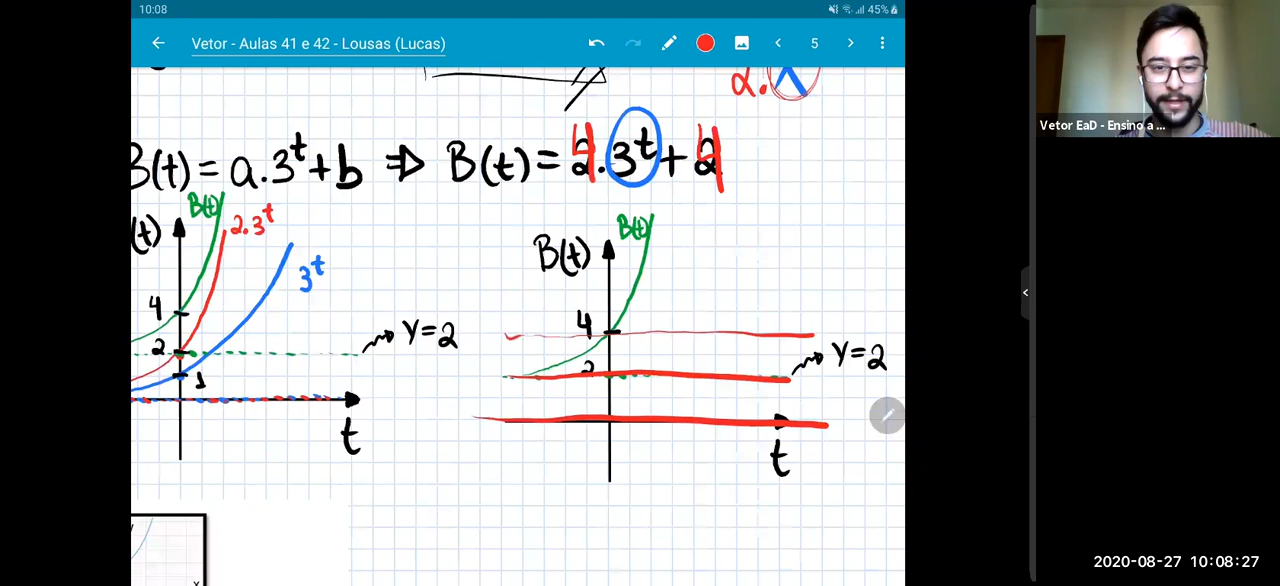 10:08
45%
Vetor - Aulas 41 e 42 - Lousas (Lucas)
5
2.
B(t) = a.3^t + b ⇒ B(t) = 2.3^t + 2
B(t)
2.3^t
(t)
3^t
4
2
1
Y=2
t
B(t)
B(t)
4
2
Y=2
t
x
Vetor EaD - Ensino a ...
2020-08-27 10:08:27